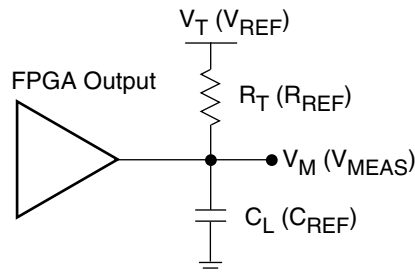 V_T (V_REF)
FPGA Output
R_T (R_REF)
V_M (V_MEAS)
C_L (C_REF)